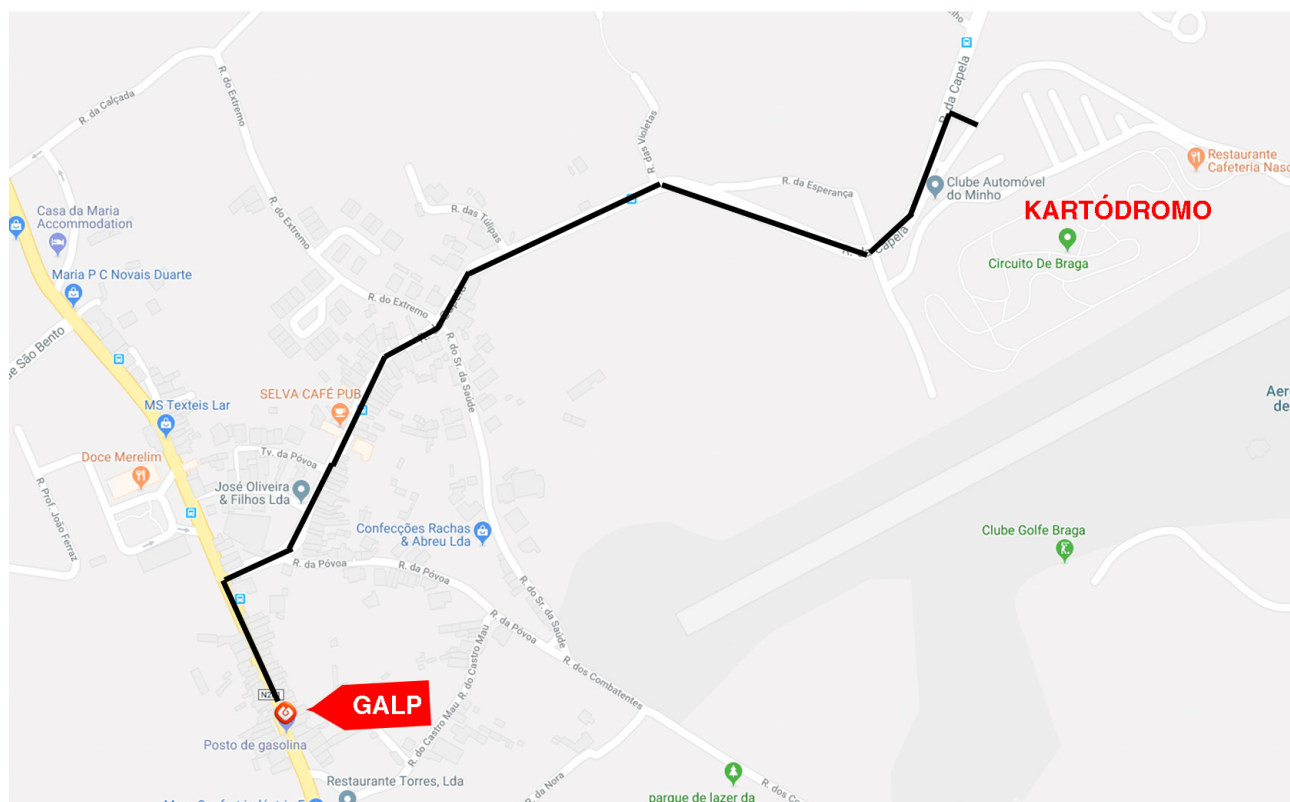 R. da Capela
R. da Calçada
R. do Extremo
R. das Violetas
Restaurante
Clube Automóvel
do Minho
R. da Esperança
KARTÓDROMO
Casa da Maria
Accommodation
R. do Extremo
R. das Túlipas
R. da Capela
Circuito De Braga
Maria P C Novais Duarte
R. do Extremo
R. do Sr. da Saúde
SELVA CAFÉ PUB
MS Texteis Lar
Doce Merelim
Tv. da Póvoa
José Oliveira
& Filhos Lda
R. Prof. João Ferraz
Confecções Rachas
& Abreu Lda
Clube Golfe Braga
R. da Póvoa
R. da Póvoa
R. do Sr. da Saúde
R. da Póvoa
R. do Castro Mau
R. dos Combatentes
GALP
Posto de gasolina
R. do Castro Mau
Restaurante Torres, Lda
R. da Nora
parque de lazer da